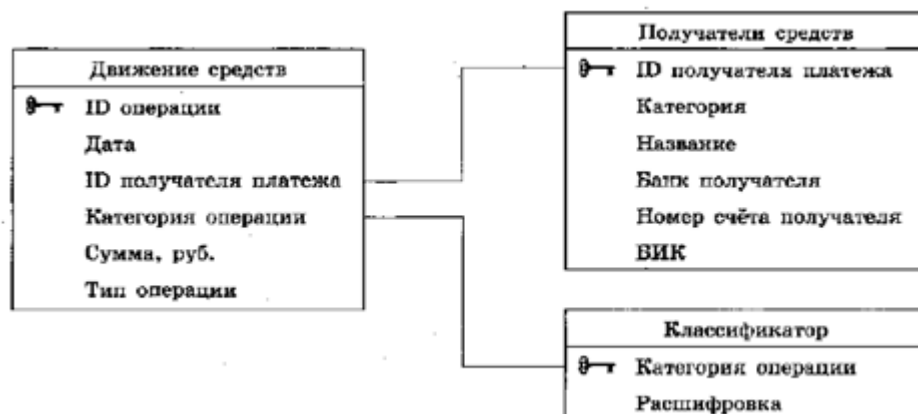 Движение средств
ID операции
Дата
ID получателя платежа
Категория операции
Сумма, руб.
Тип операции
Получатели средств
ID получателя платежа
Категория
Название
Банк получателя
Номер счёта получателя
БИК
Классификатор
Категория операции
Расшифровка